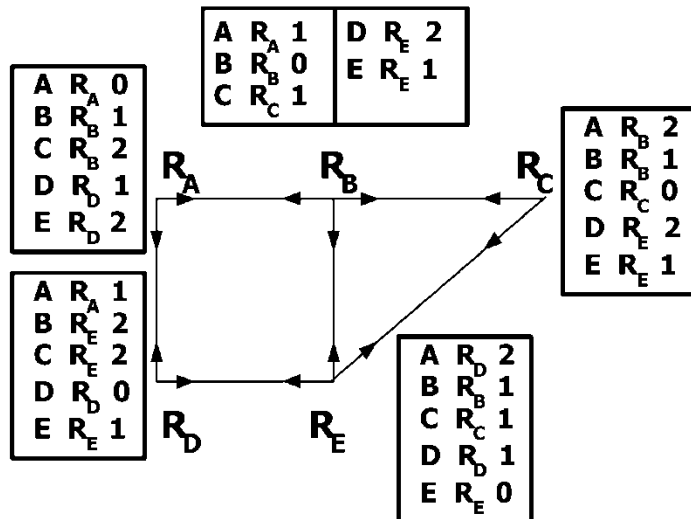 A R_A 1 D R_E 2
B R_B 0 E R_E 1
C R_C 1
A R_A 0
B R_B 1
C R_B 2
D R_D 1
E R_D 2
R_A R_B R_C
A R_B 2
B R_B 1
C R_C 0
D R_E 2
E R_E 1
A R_A 1
B R_E 2
C R_E 2
D R_D 0
E R_E 1
R_D R_E
A R_D 2
B R_B 1
C R_C 1
D R_D 1
E R_E 0